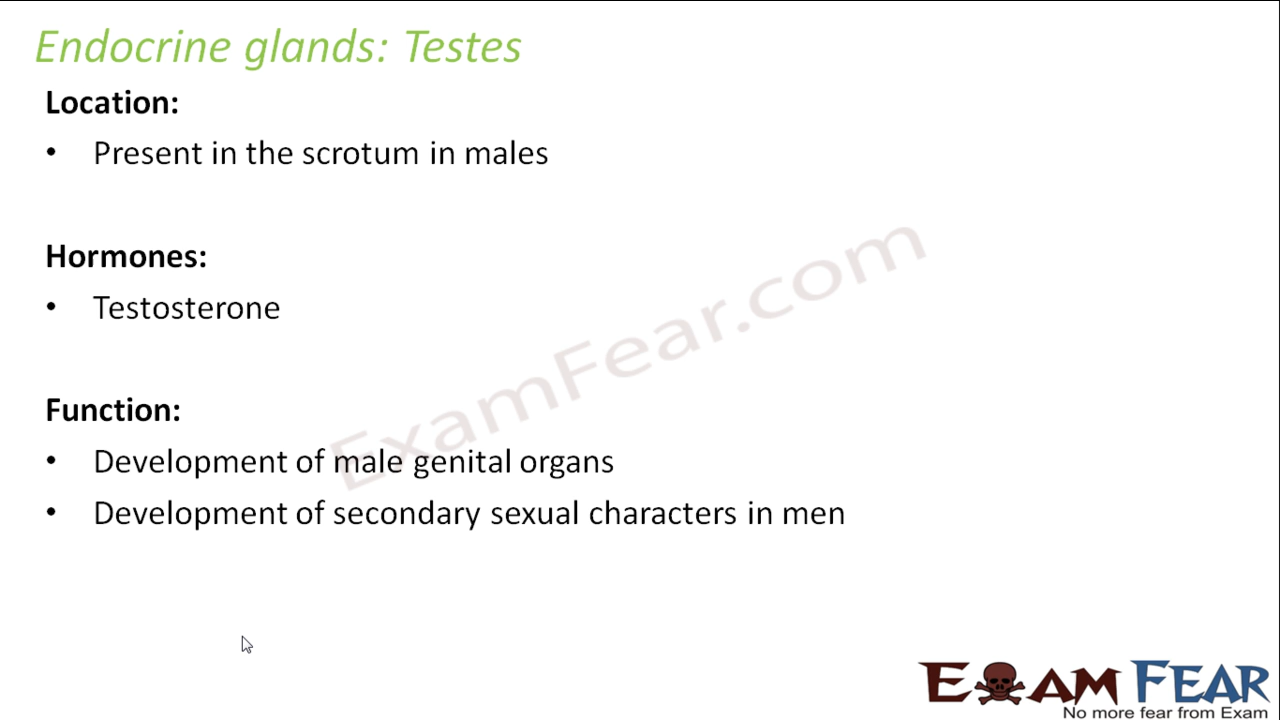 Endocrine glands: Testes
Location:
• Present in the scrotum in males
Hormones:
• Testosterone
Function:
• Development of male genital organs
• Development of secondary sexual characters in men
ExamFear.com
EXAM FEAR
No more fear from Exam